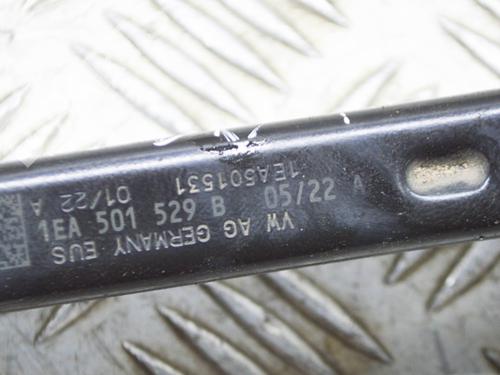 1EA501531
01/22 A
1EA 501 529 B 05/22 A
VW AG GERMANY EUS